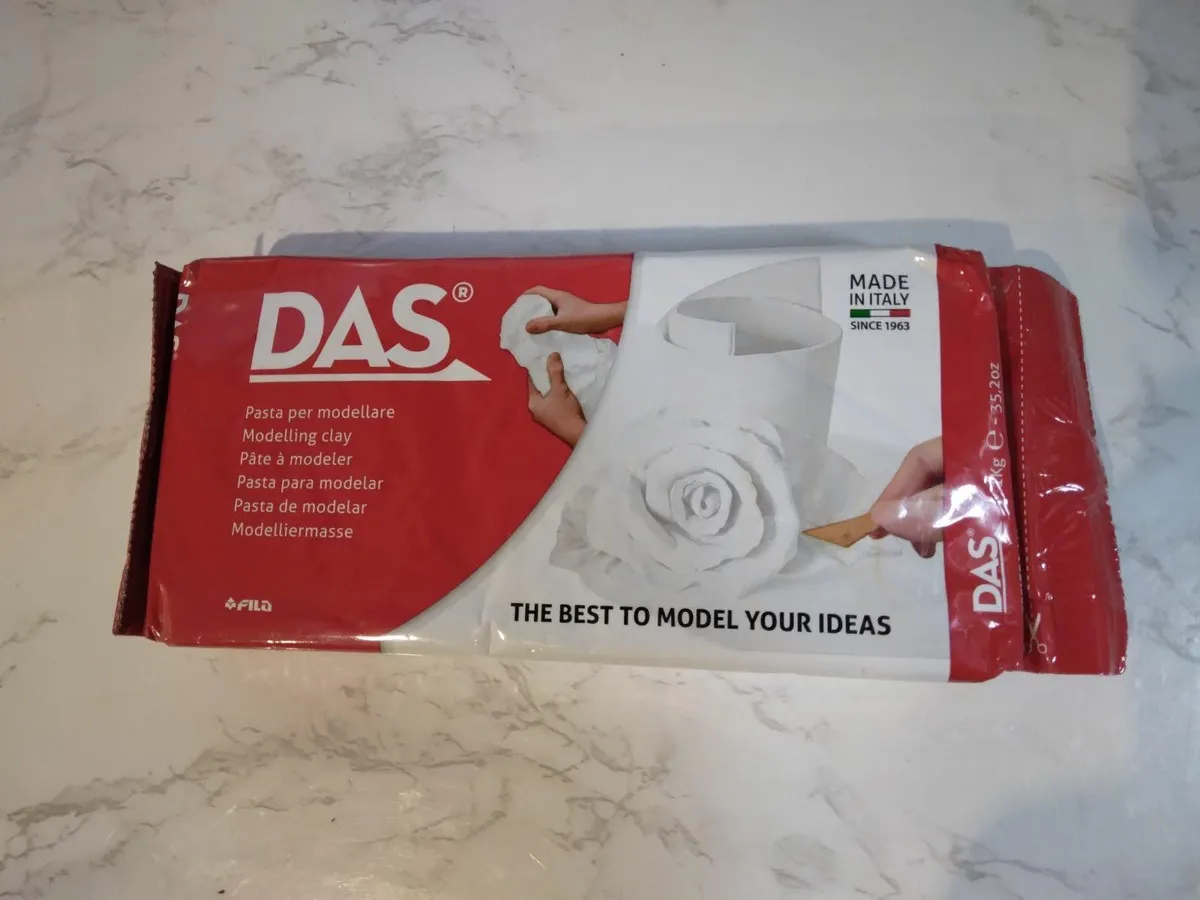 DAS®
Pasta per modellare
Modelling clay
Pâte à modeler
Pasta para modelar
Pasta de modelar
Modelliermasse
FILA
MADE
IN ITALY
SINCE 1963
THE BEST TO MODEL YOUR IDEAS
DAS®
kg ℮ - 35,2oz